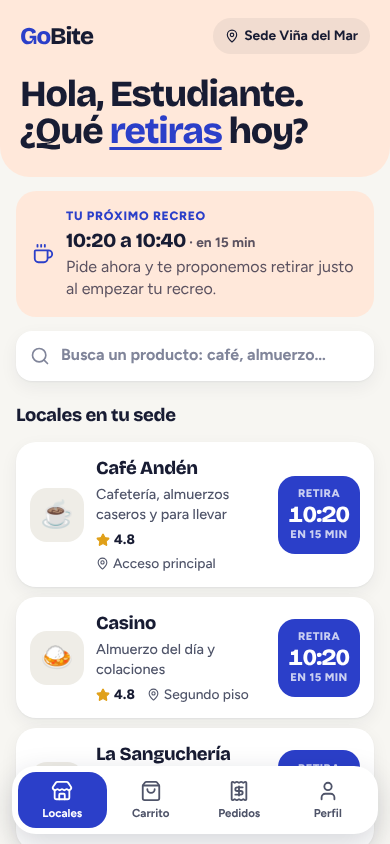 GoBite
Sede Viña del Mar
Hola, Estudiante.
¿Qué retiras hoy?
TU PRÓXIMO RECREO
10:20 a 10:40 · en 15 min
Pide ahora y te proponemos retirar justo
al empezar tu recreo.
Busca un producto: café, almuerzo...
Locales en tu sede
Café Andén
Cafetería, almuerzos
caseros y para llevar
4.8
Acceso principal
RETIRA
10:20
EN 15 MIN
Casino
Almuerzo del día y
colaciones
4.8 Segundo piso
RETIRA
10:20
EN 15 MIN
La Sanguchería
RETIRA
Locales
Carrito
Pedidos
Perfil